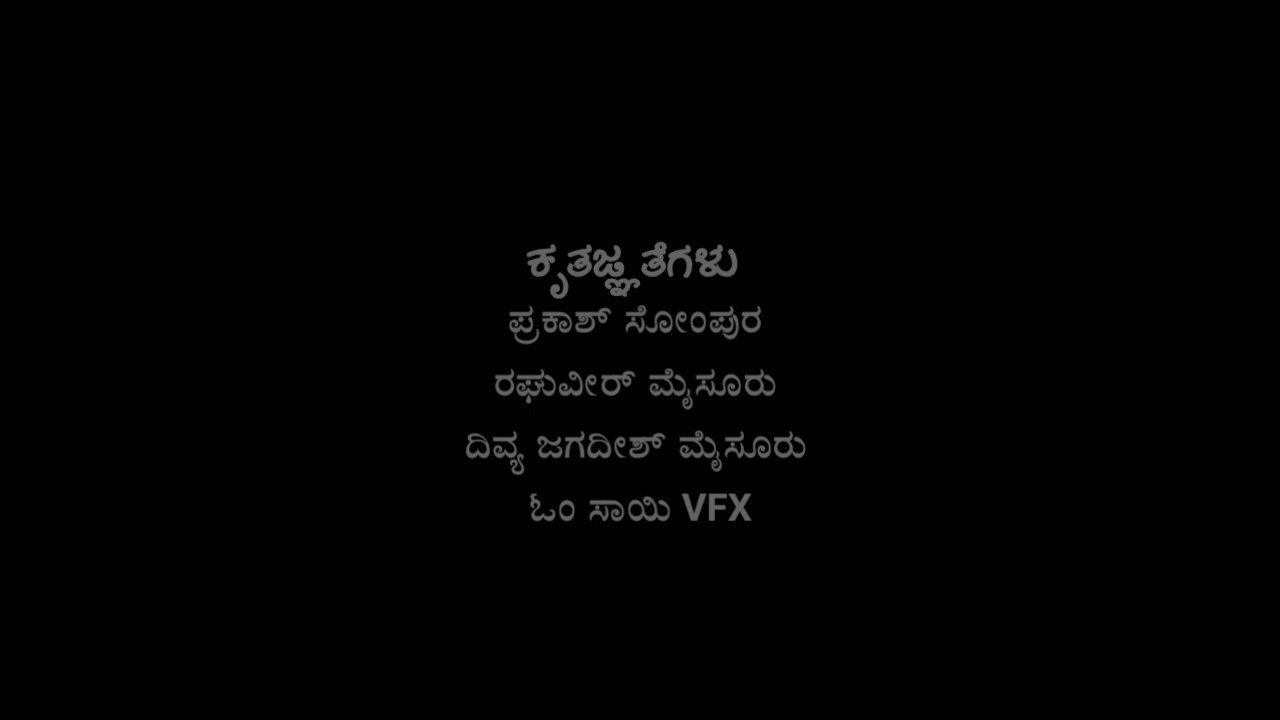 ಕೃತಜ್ಞತೆಗಳು
ಪ್ರಕಾಶ್ ಸೋಂಪುರ
ರಘುವೀರ್ ಮೈಸೂರು
ದಿವ್ಯ ಜಗದೀಶ್ ಮೈಸೂರು
ಓಂ ಸಾಯಿ VFX